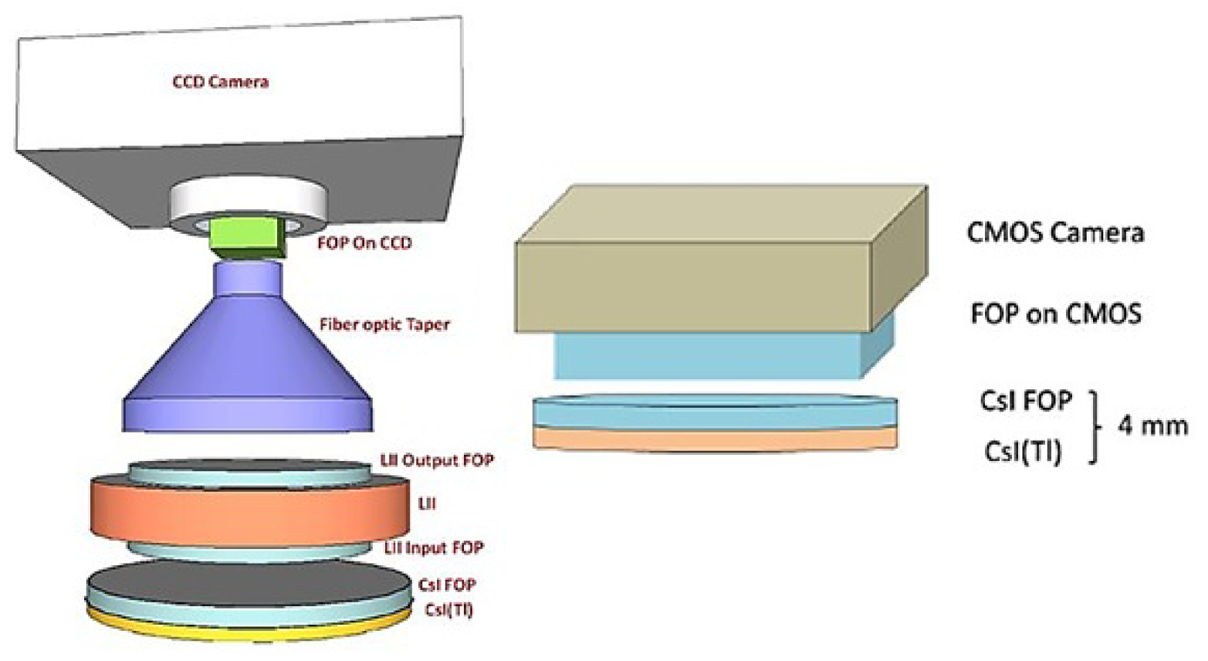 CCD Camera
FOP On CCD
Fiber optic Taper
LII Output FOP
LII
LII Input FOP
CsI FOP
CsI(Tl)
CMOS Camera
FOP on CMOS
CsI FOP
CsI(Tl)
4 mm